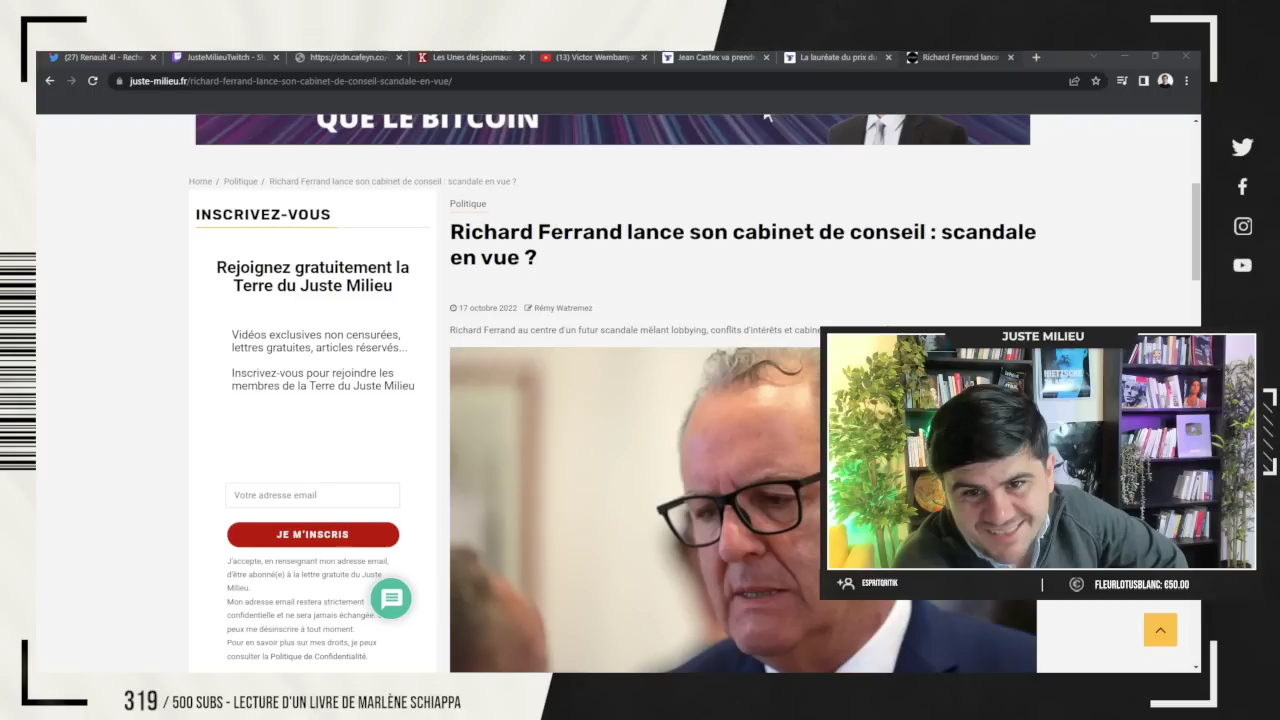 (27) Renault 4l - Reche
JusteMilieuTwitch - St
https://cdn.cafeyn.co/
Les Unes des journau
(13) Victor Wembanya
Jean Castex va prendr
La lauréate du prix du
Richard Ferrand lance
juste-milieu.fr/richard-ferrand-lance-son-cabinet-de-conseil-scandale-en-vue/
QUE LE BITCOIN
Home / Politique / Richard Ferrand lance son cabinet de conseil : scandale en vue ?
INSCRIVEZ-VOUS
Rejoignez gratuitement la
Terre du Juste Milieu
Vidéos exclusives non censurées,
lettres gratuites, articles réservés...
Inscrivez-vous pour rejoindre les
membres de la Terre du Juste Milieu
Votre adresse email
JE M'INSCRIS
J'accepte, en renseignant mon adresse email,
d'être abonné(e) à la lettre gratuite du Juste
Milieu.
Mon adresse email restera strictement
confidentielle et ne sera jamais échangée.
peux me désinscrire à tout moment.
Pour en savoir plus sur mes droits, je peux
consulter la Politique de Confidentialité.
Politique
Richard Ferrand lance son cabinet de conseil : scandale
en vue ?
17 octobre 2022 Rémy Watremez
Richard Ferrand au centre d'un futur scandale mêlant lobbying, conflits d'intérêts et cabine
JUSTE MILIEU
NIETZSCHE
ESPRITQRITIK
FLEURLOTUSBLANC: €50.00
319 / 500 SUBS - LECTURE D'UN LIVRE DE MARLÈNE SCHIAPPA